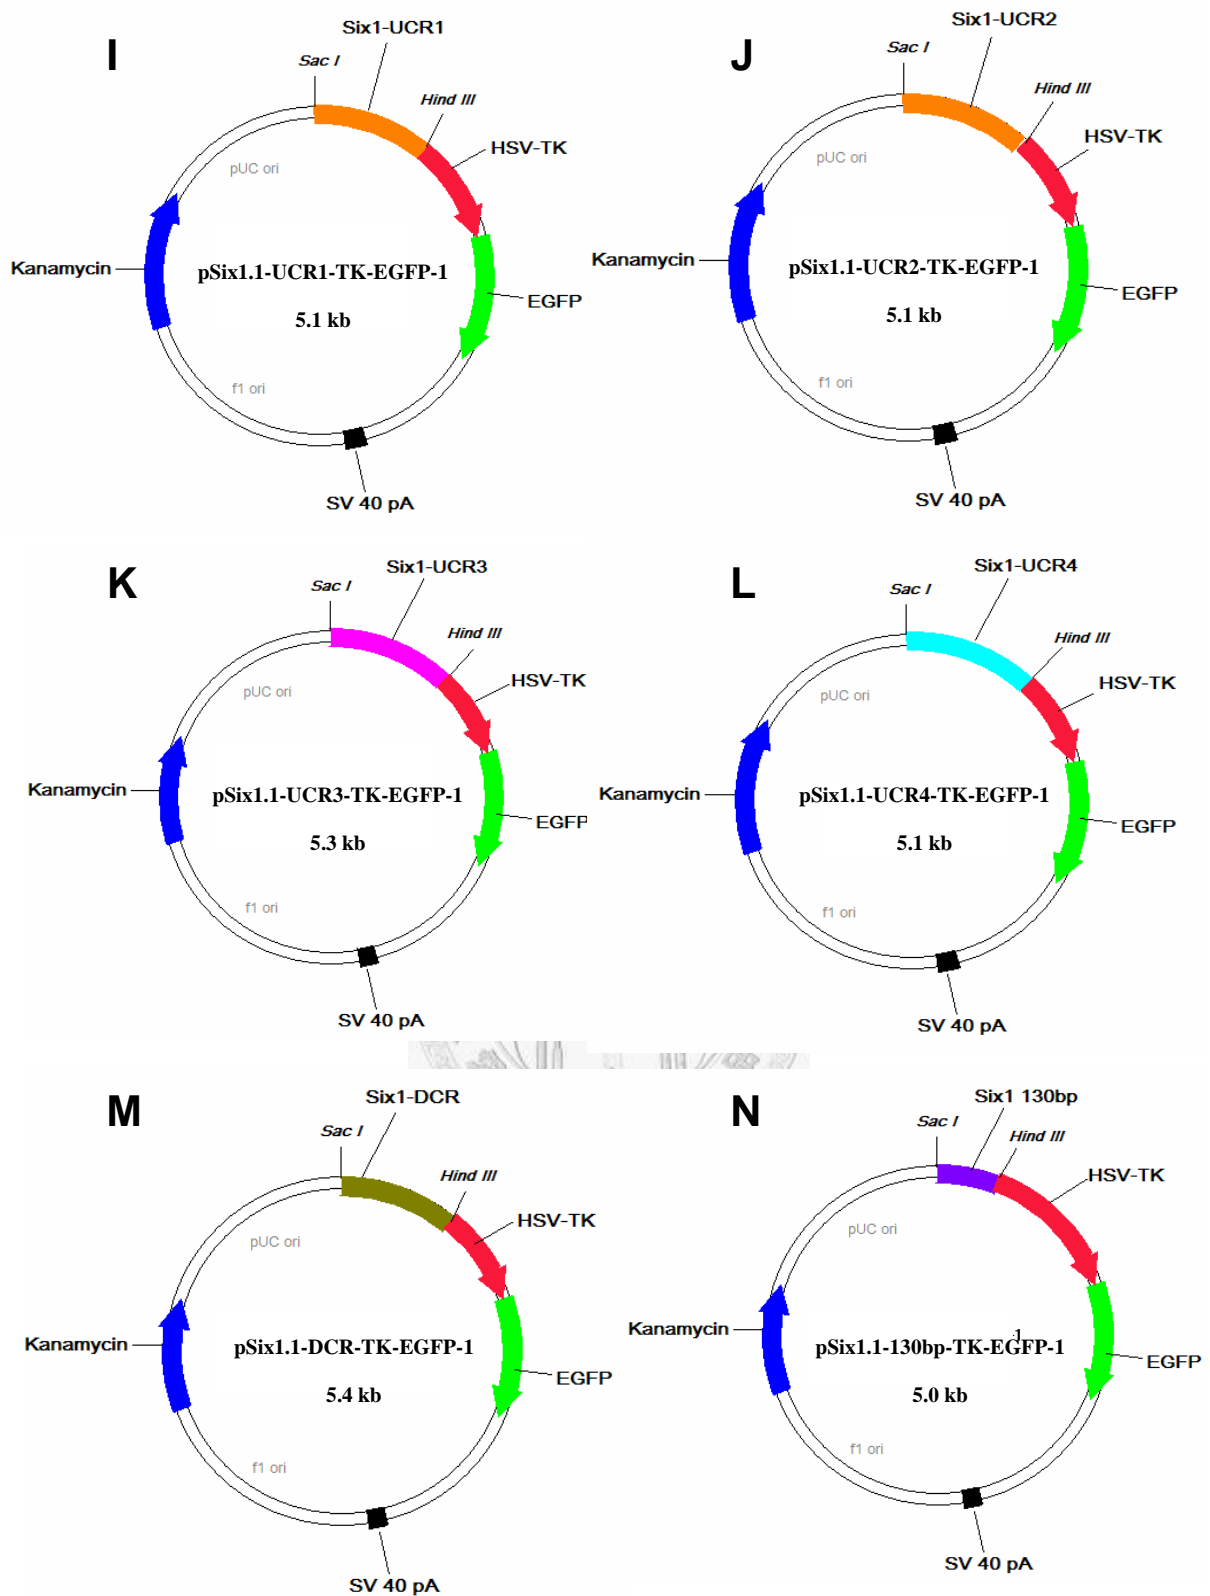 I
Six1-UCR1
Sac I
Hind III
HSV-TK
pUC ori
Kanamycin
pSix1.1-UCR1-TK-EGFP-1
5.1 kb
EGFP
f1 ori
SV 40 pA
J
Six1-UCR2
Sac I
Hind III
HSV-TK
pUC ori
Kanamycin
pSix1.1-UCR2-TK-EGFP-1
5.1 kb
EGFP
f1 ori
SV 40 pA
K
Six1-UCR3
Sac I
Hind III
HSV-TK
pUC ori
Kanamycin
pSix1.1-UCR3-TK-EGFP-1
5.3 kb
EGFP
f1 ori
SV 40 pA
L
Six1-UCR4
Sac I
Hind III
HSV-TK
pUC ori
Kanamycin
pSix1.1-UCR4-TK-EGFP-1
5.1 kb
EGFP
f1 ori
SV 40 pA
M
Six1-DCR
Sac I
Hind III
HSV-TK
pUC ori
Kanamycin
pSix1.1-DCR-TK-EGFP-1
5.4 kb
EGFP
f1 ori
SV 40 pA
N
Six1 130bp
Sac I
Hind III
HSV-TK
pUC ori
Kanamycin
pSix1.1-130bp-TK-EGFP-1
5.0 kb
EGFP
f1 ori
SV 40 pA